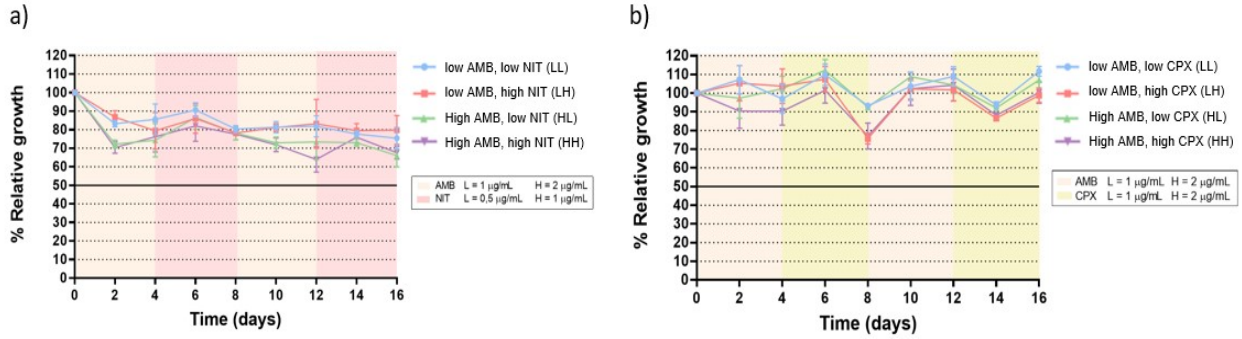 a)
120
110
100
90
80
70
60
50
40
30
20
10
0
% Relative growth
0 2 4 6 8 10 12 14 16
Time (days)
low AMB, low NIT (LL)
low AMB, high NIT (LH)
High AMB, low NIT (HL)
High AMB, high NIT (HH)
AMB L = 1 µg/mL H = 2 µg/mL
NIT L = 0,5 µg/mL H = 1 µg/mL
b)
120
110
100
90
80
70
60
50
40
30
20
10
0
% Relative growth
0 2 4 6 8 10 12 14 16
Time (days)
low AMB, low CPX (LL)
low AMB, high CPX (LH)
High AMB, low CPX (HL)
High AMB, high CPX (HH)
AMB L = 1 µg/mL H = 2 µg/mL
CPX L = 1 µg/mL H = 2 µg/mL